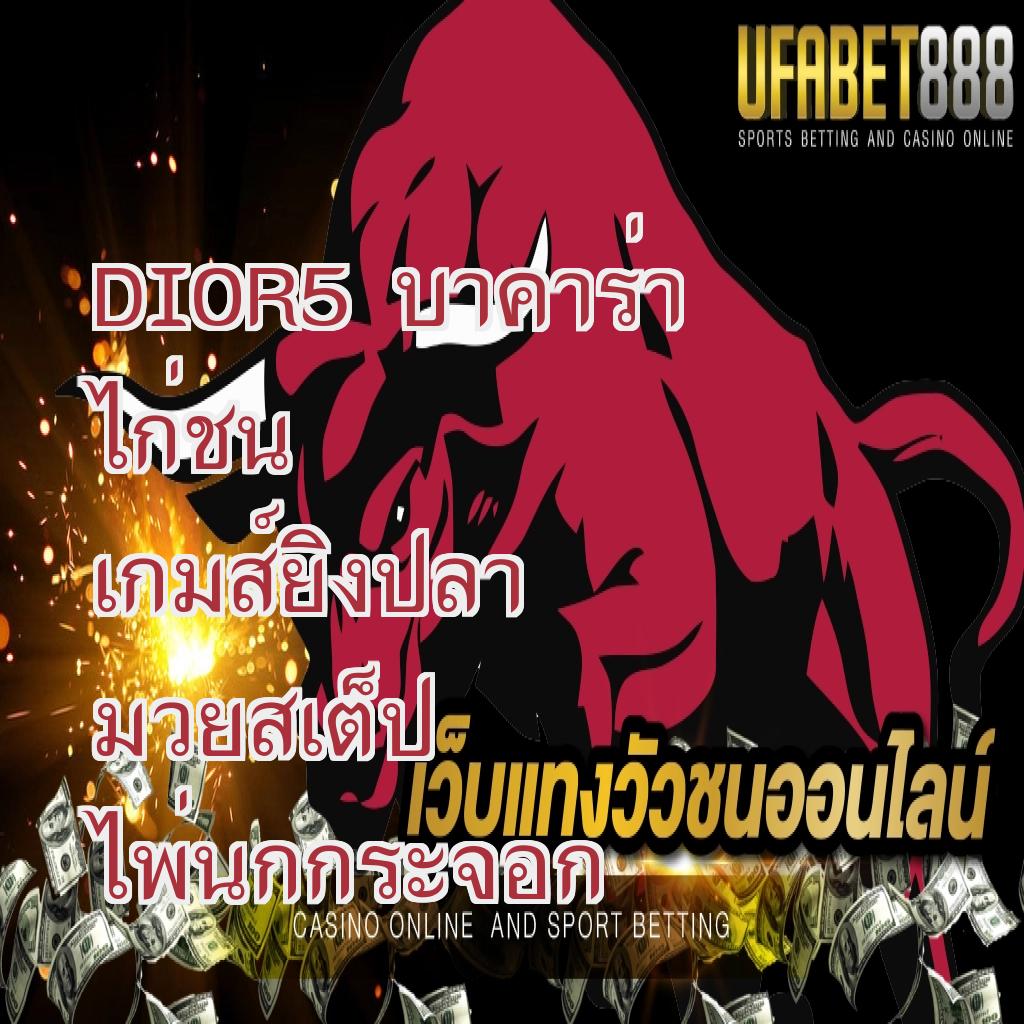 UFABET888
SPORTS BETTING AND CASINO ONLINE
DIOR5 บาคาร่า
ไก่ชน
เกมส์ยิงปลา
มวยสเต็ป
ไพ่นกกระจอก
เว็บแทงวัวชนออนไลน์
CASINO ONLINE AND SPORT BETTING